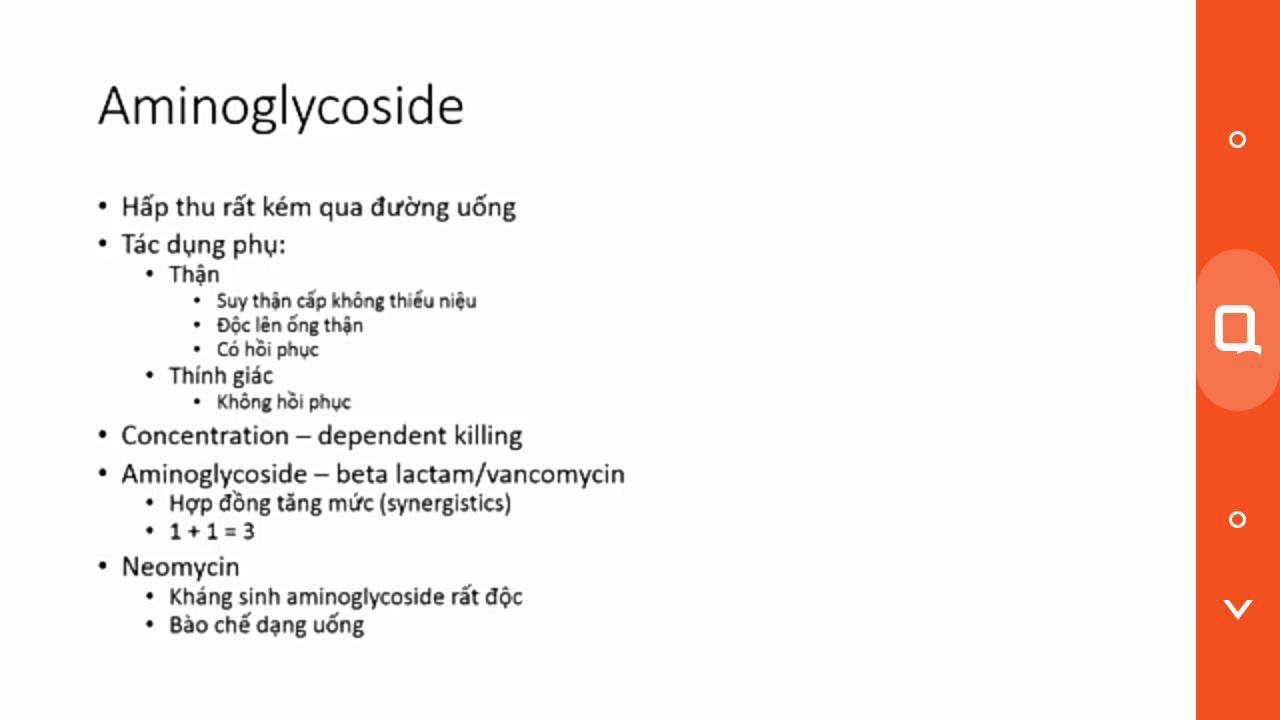 Aminoglycoside
• Hấp thu rất kém qua đường uống
• Tác dụng phụ:
• Thận
• Suy thận cấp không thiểu niệu
• Độc lên ống thận
• Có hồi phục
• Thính giác
• Không hồi phục
• Concentration – dependent killing
• Aminoglycoside – beta lactam/vancomycin
• Hợp đồng tăng mức (synergistics)
• 1 + 1 = 3
• Neomycin
• Kháng sinh aminoglycoside rất độc
• Bào chế dạng uống